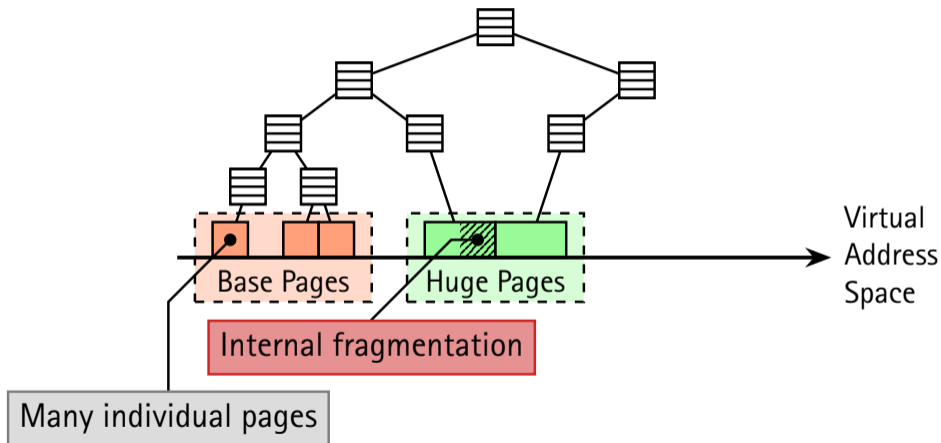 Virtual
Address
Space
Base Pages
Huge Pages
Internal fragmentation
Many individual pages